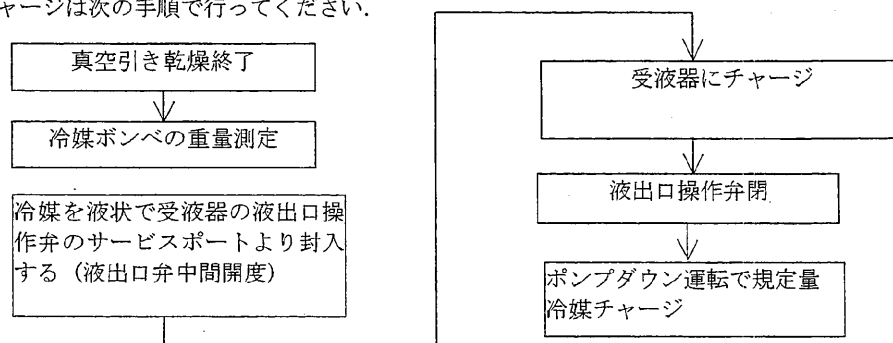 ャージは次の手順で行ってください.
真空引き乾燥終了
冷媒ボンベの重量測定
冷媒を液状で受液器の液出口操
作弁のサービスポートより封入
する（液出口弁中間開度）
受液器にチャージ
液出口操作弁閉
ポンプダウン運転で規定量
冷媒チャージ